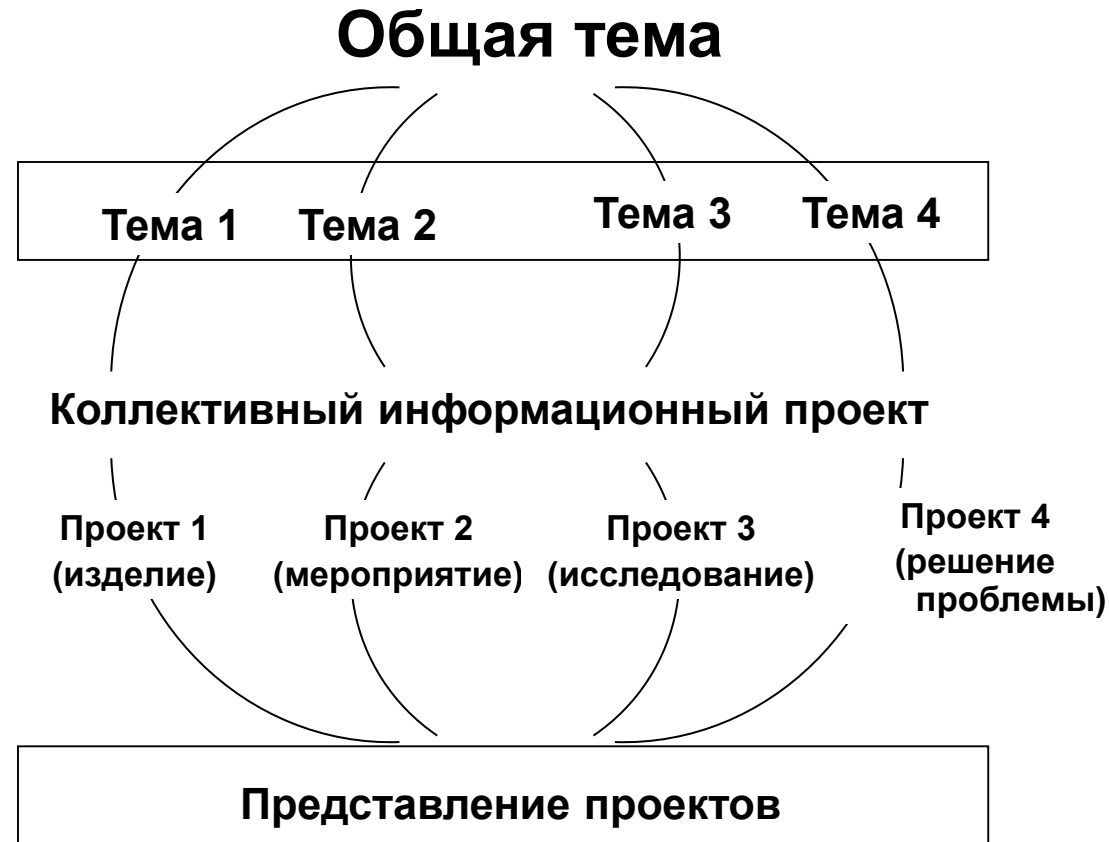 Общая тема
Тема 1 Тема 2 Тема 3 Тема 4
Коллективный информационный проект
Проект 1
(изделие)
Проект 2
(мероприятие)
Проект 3
(исследование)
Проект 4
(решение
проблемы)
Представление проектов